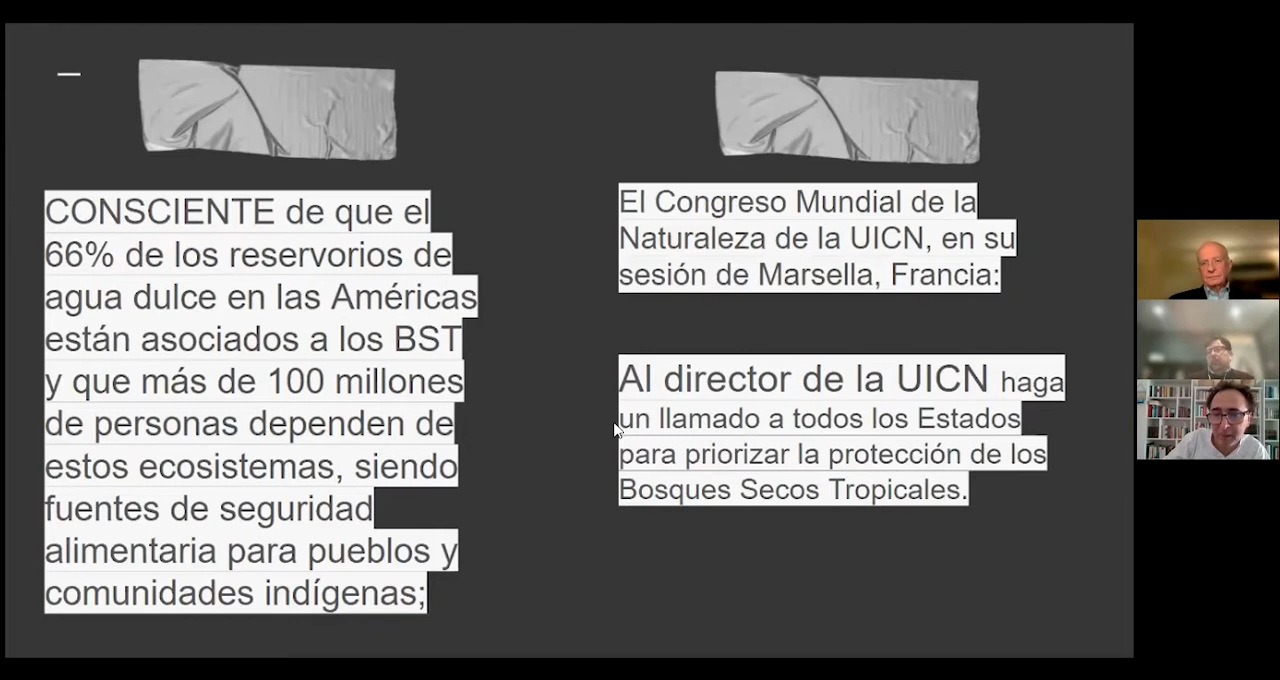 CONSCIENTE de que el
66% de los reservorios de
agua dulce en las Américas
están asociados a los BST
y que más de 100 millones
de personas dependen de
estos ecosistemas, siendo
fuentes de seguridad
alimentaria para pueblos y
comunidades indígenas;
El Congreso Mundial de la
Naturaleza de la UICN, en su
sesión de Marsella, Francia:
Al director de la UICN haga
un llamado a todos los Estados
para priorizar la protección de los
Bosques Secos Tropicales.